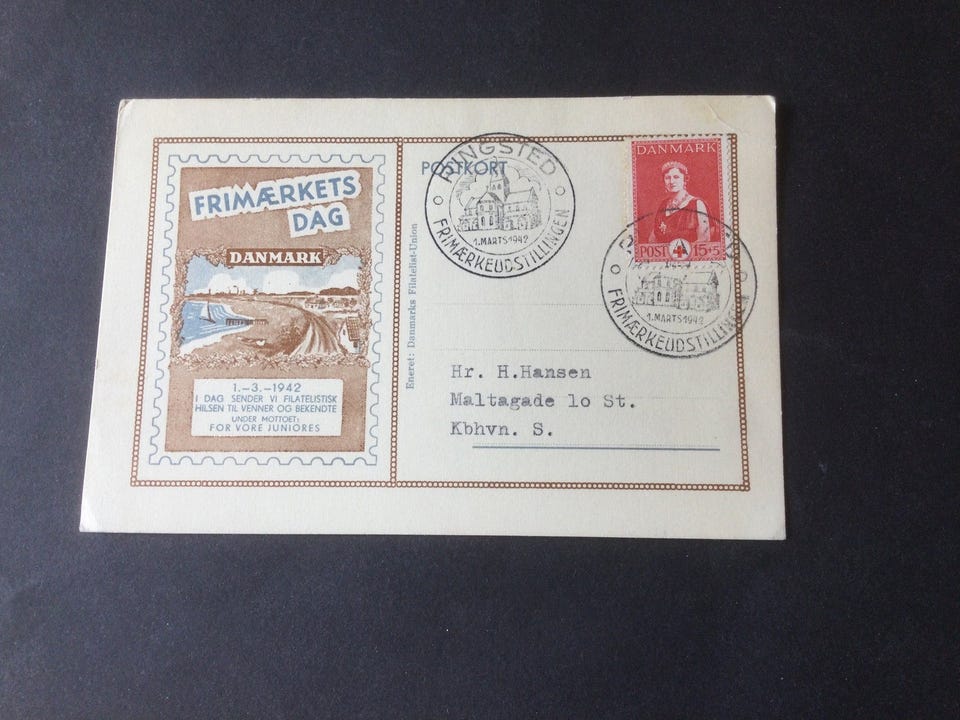 FRIMÆRKETS
DAG
DANMARK
1.-3.-1942
I DAG SENDER VI FILATELISTISK
HILSEN TIL VENNER OG BEKENDTE
UNDER MOTTOET:
FOR VORE JUNIORES
Eneret: Danmarks Filatelist-Union
POSTKORT
RINGSTED
1.MARTS 1942
FRIMÆRKEUDSTILLINGEN
DANMARK
POST 15+5
1.MARTS 1942
FRIMÆRKEUDSTILLINGEN
Hr. H.Hansen
Maltagade 1o St.
Kbhvn. S.